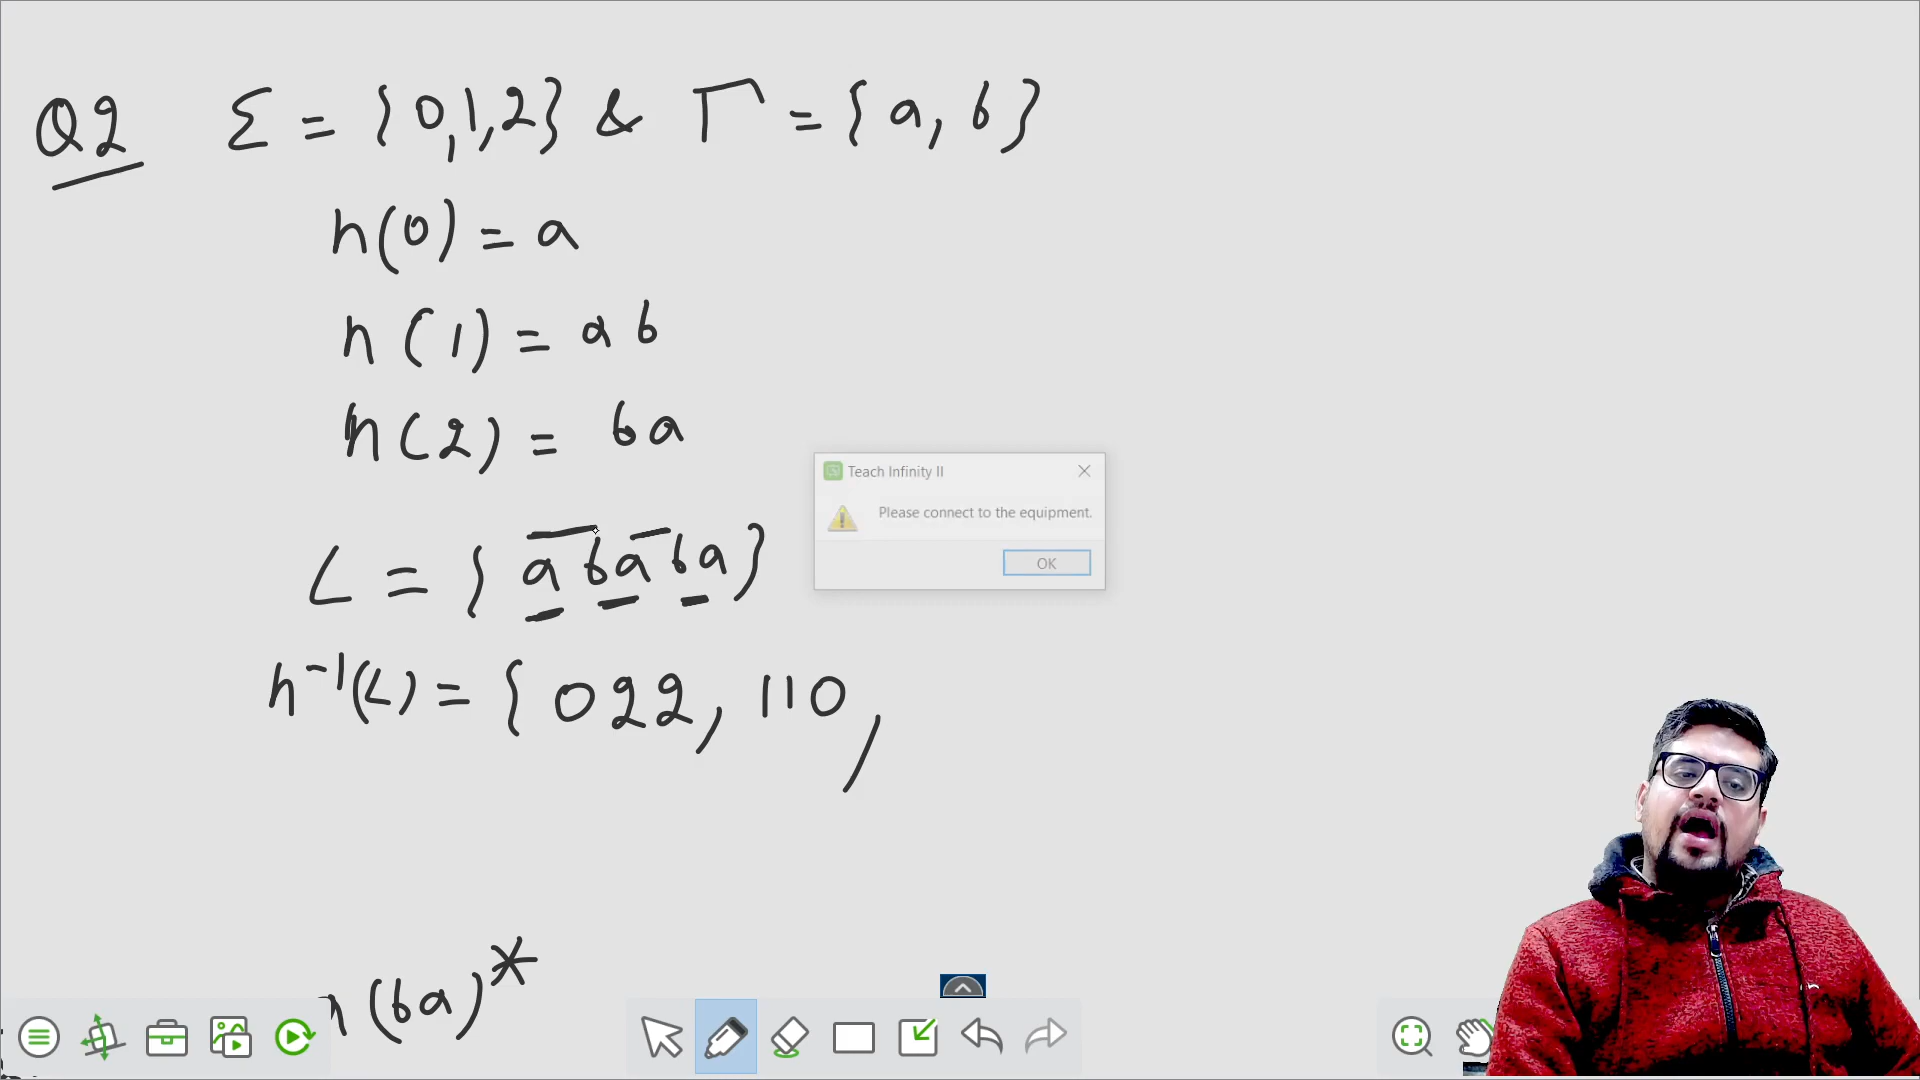 Q2 Σ = {0,1,2} & Γ = {a, b}
h(0) = a
h(1) = ab
h(2) = ba
L = {ababa}
h⁻¹(L) = {022, 110,
(ba)*
Teach Infinity II
Please connect to the equipment.
OK